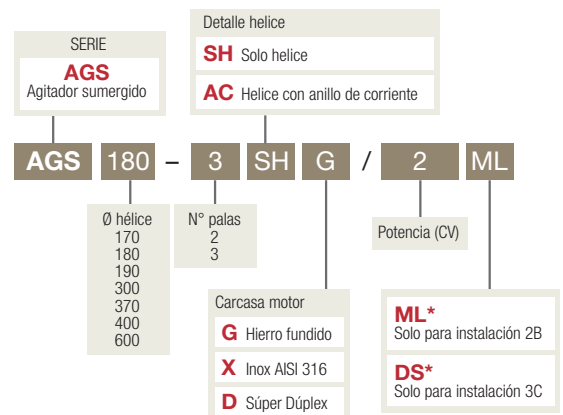 SERIE
AGS
Agitador sumergido
Detalle helice
SH Solo helice
AC Helice con anillo de corriente
AGS 180 – 3 SH G / 2 ML
Ø hélice
170
180
190
300
370
400
600
N° palas
2
3
Potencia (CV)
Carcasa motor
G Hierro fundido
X Inox AISI 316
D Súper Dúplex
ML*
Solo para instalación 2B
DS*
Solo para instalación 3C